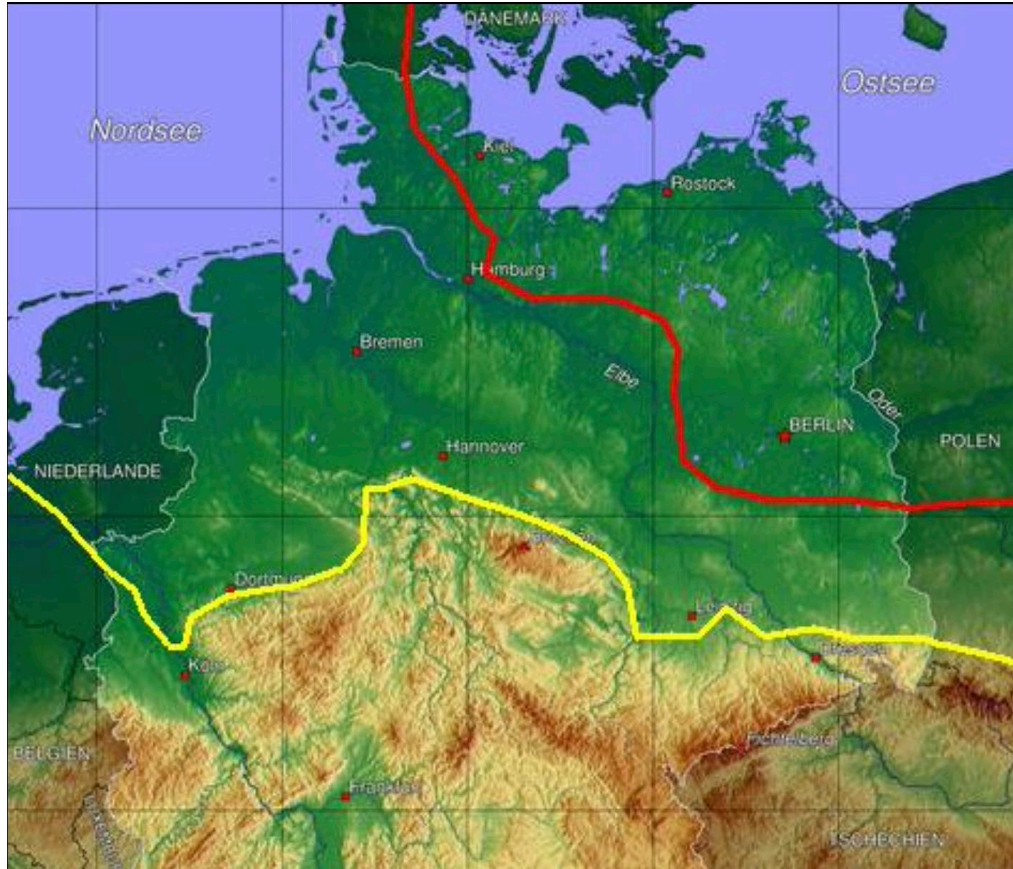 DÄNEMARK
Ostsee
Nordsee
Kiel
Rostock
Hamburg
Bremen
Elbe
Oder
BERLIN
POLEN
Hannover
NIEDERLANDE
Dortmund
Leipzig
Köln
Dresden
Fichtelberg
BELGIEN
Frankfurt
TSCHECHIEN